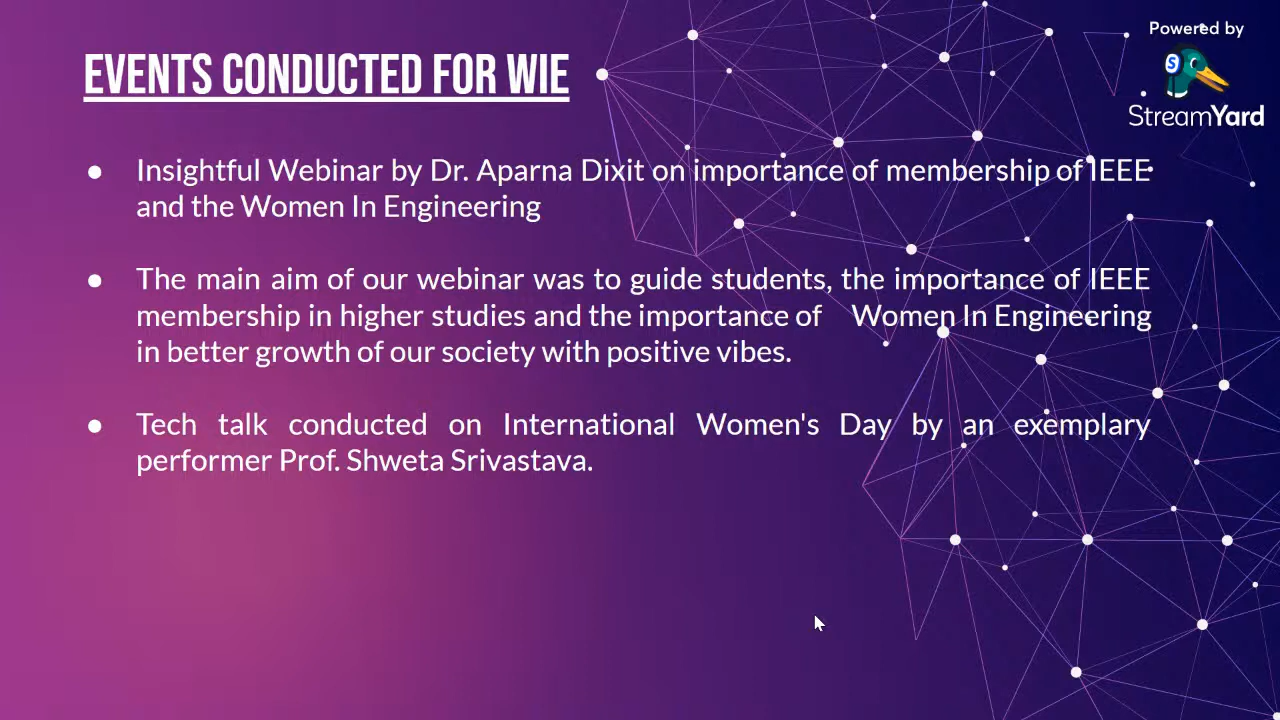 Powered by
StreamYard
EVENTS CONDUCTED FOR WIE
● Insightful Webinar by Dr. Aparna Dixit on importance of membership of IEEE
and the Women In Engineering
● The main aim of our webinar was to guide students, the importance of IEEE
membership in higher studies and the importance of Women In Engineering
in better growth of our society with positive vibes.
● Tech talk conducted on International Women's Day by an exemplary
performer Prof. Shweta Srivastava.